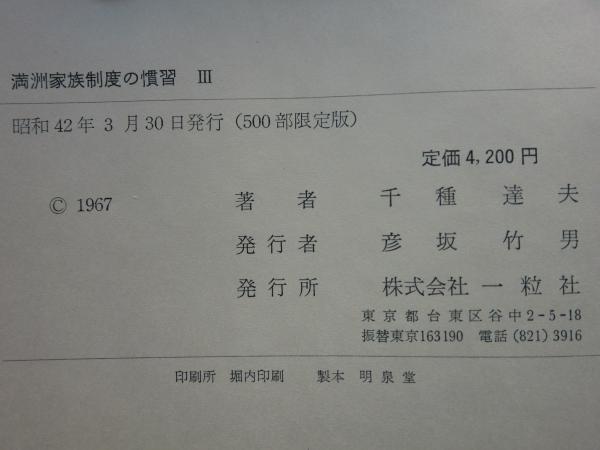 満洲家族制度の慣習 III
昭和42年3月30日発行（500部限定版）
定価4,200円
© 1967 著者 千種達夫
発行者 彦坂竹男
発行所 株式会社一粒社
東京都台東区谷中2-5-18
振替東京163190 電話(821)3916
印刷所 堀内印刷 製本 明泉堂